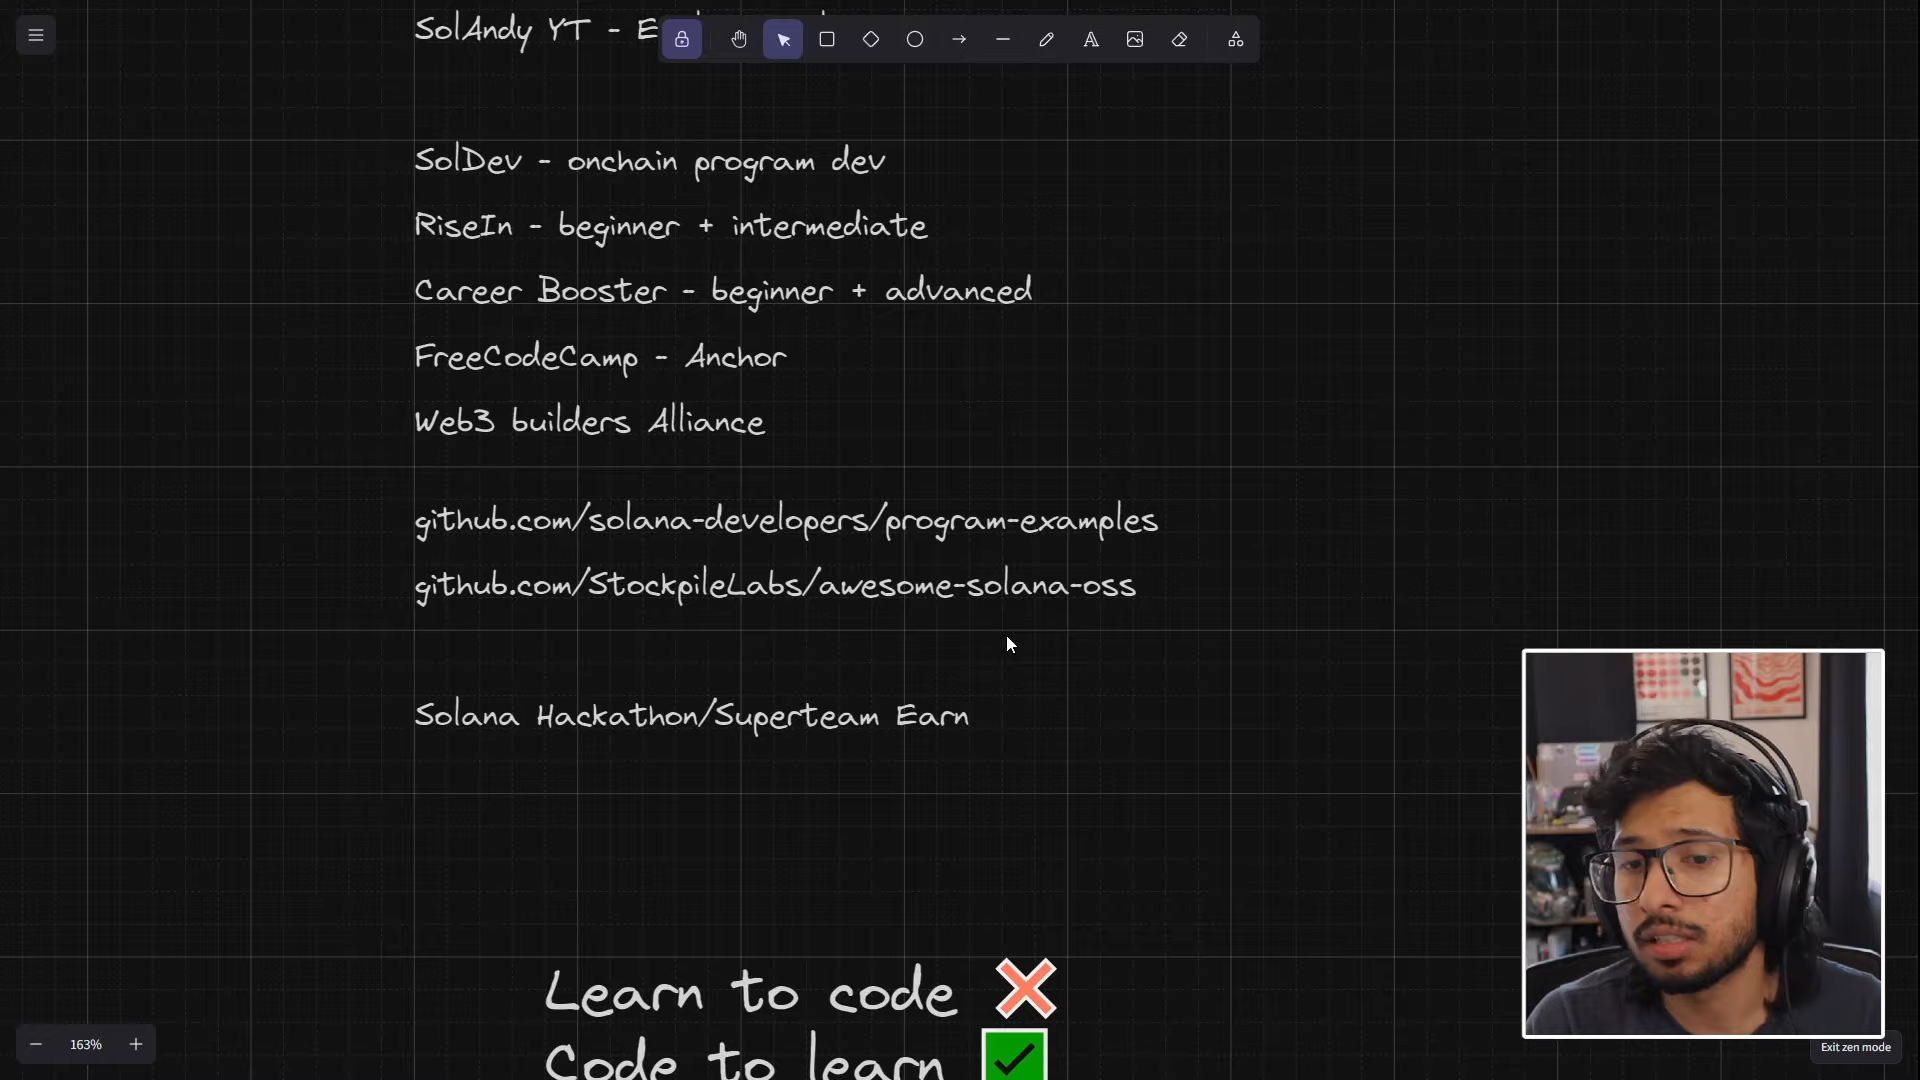 SolAndy YT - E
SolDev - onchain program dev
RiseIn - beginner + intermediate
Career Booster - beginner + advanced
FreeCodeCamp - Anchor
Web3 builders Alliance
github.com/solana-developers/program-examples
github.com/StockpileLabs/awesome-solana-oss
Solana Hackathon/Superteam Earn
Learn to code
Code to learn
163%
Exit zen mode